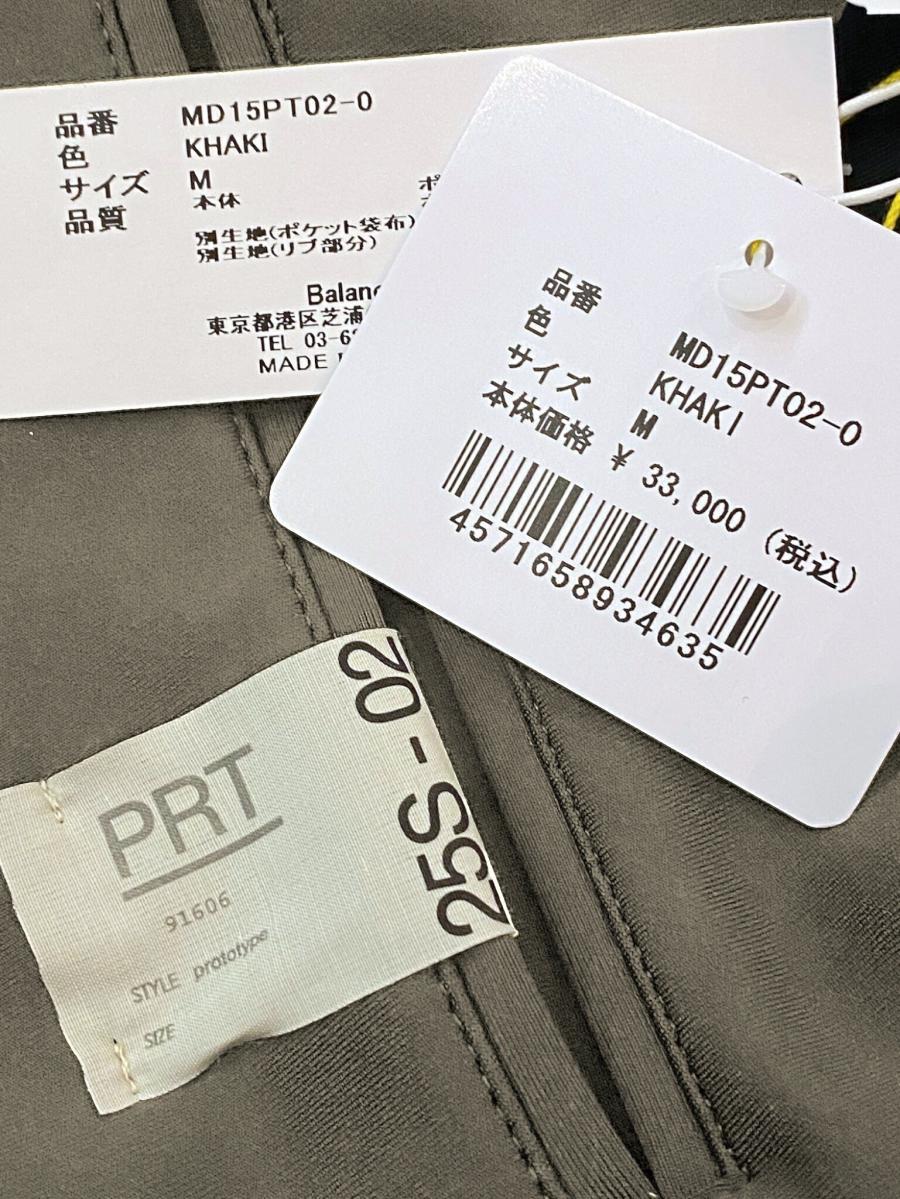 品番 MD15PT02-0
色 KHAKI
サイズ M
品質 本体 ポ
別生地(ポケット袋布)
別生地(リブ部分)
Balanc
東京都港区芝浦
TEL 03-6
MADE
品番 MD15PT02-0
色 KHAKI
サイズ M
本体価格 ¥ 33,000 (税込)
4571658934635
PRT
91606
STYLE prototype
SIZE
25S-02